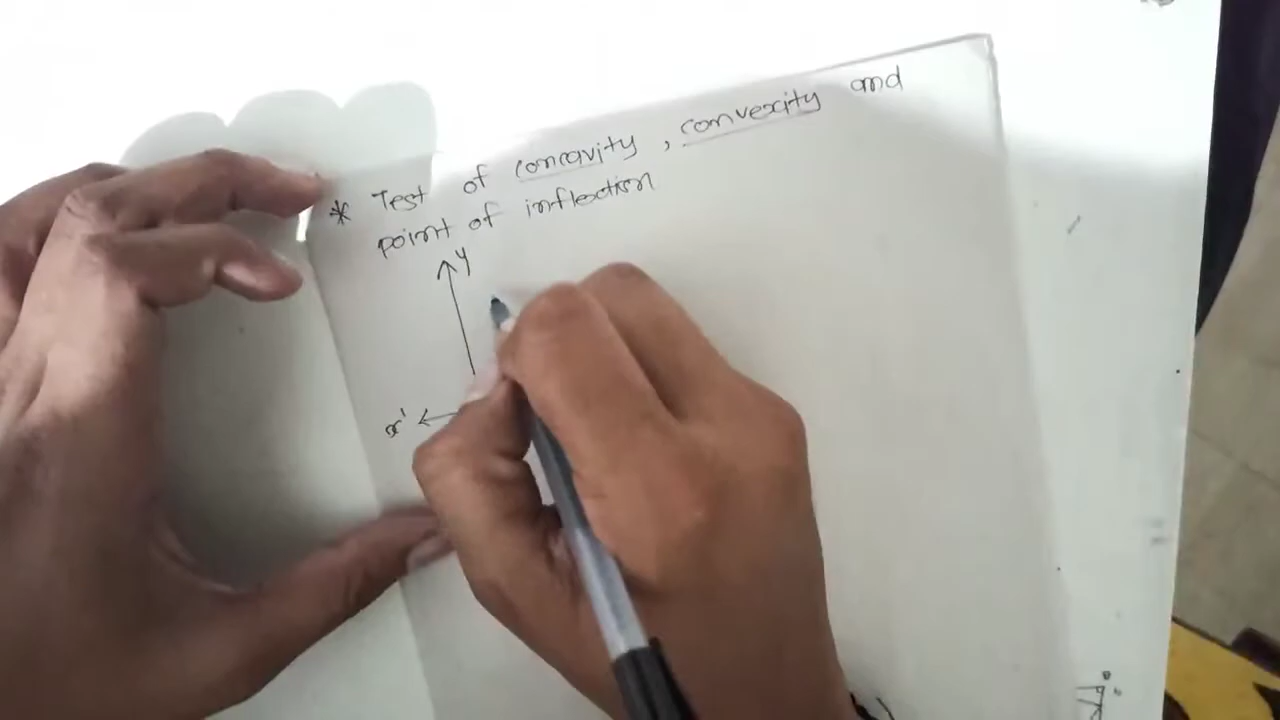 * Test of concavity, convexity and
point of inflection
y
x'